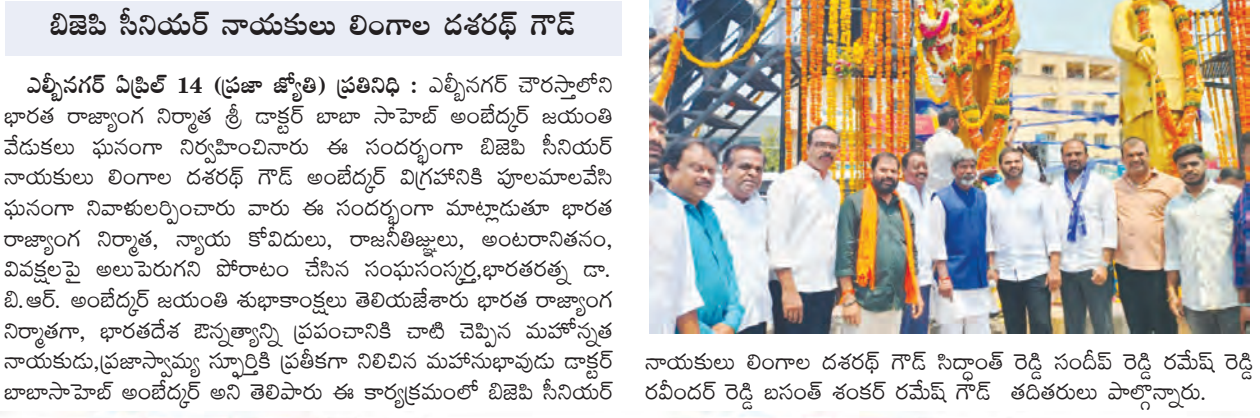 బిజెపి సీనియర్ నాయకులు లింగాల దశరథ్ గౌడ్
ఎల్బీనగర్ ఏప్రిల్ 14 (ప్రజా జ్యోతి) ప్రతినిధి : ఎల్బీనగర్ చౌరస్తాలోని
భారత రాజ్యాంగ నిర్మాత శ్రీ డాక్టర్ బాబా సాహెబ్ అంబేద్కర్ జయంతి
వేడుకలు ఘనంగా నిర్వహించినారు ఈ సందర్భంగా బిజెపి సీనియర్
నాయకులు లింగాల దశరథ్ గౌడ్ అంబేద్కర్ విగ్రహానికి పూలమాలవేసి
ఘనంగా నివాళులర్పించారు వారు ఈ సందర్భంగా మాట్లాడుతూ భారత
రాజ్యాంగ నిర్మాత, న్యాయ కోవిదులు, రాజనీతిజ్ఞులు, అంటరానితనం,
వివక్షలపై అలుపెరుగని పోరాటం చేసిన సంఘసంస్కర్త,భారతరత్న డా.
బి.ఆర్. అంబేద్కర్ జయంతి శుభాకాంక్షలు తెలియజేశారు భారత రాజ్యాంగ
నిర్మాతగా, భారతదేశ ఔన్నత్యాన్ని ప్రపంచానికి చాటి చెప్పిన మహోన్నత
నాయకుడు,ప్రజాస్వామ్య స్ఫూర్తికి ప్రతీకగా నిలిచిన మహానుభావుడు డాక్టర్
బాబాసాహెబ్ అంబేద్కర్ అని తెలిపారు ఈ కార్యక్రమంలో బిజెపి సీనియర్
నాయకులు లింగాల దశరథ్ గౌడ్ సిద్ధాంత్ రెడ్డి సందీప్ రెడ్డి రమేష్ రెడ్డి
రవీందర్ రెడ్డి బసంత్ శంకర్ రమేష్ గౌడ్ తదితరులు పాల్గొన్నారు.